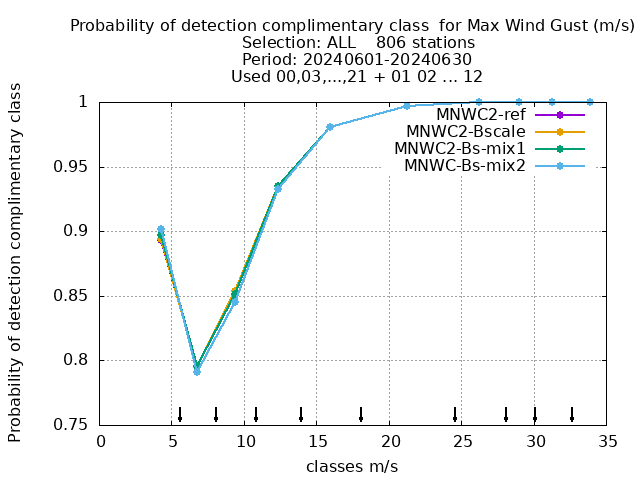 Probability of detection complimentary class  for Max Wind Gust (m/s)
Selection: ALL    806 stations
Period: 20240601-20240630
Used 00,03,...,21 + 01 02 ... 12
Probability of detection complimentary class
1
0.95
0.9
0.85
0.8
0.75
MNWC2-ref
MNWC2-Bscale
MNWC2-Bs-mix1
MNWC-Bs-mix2
0 5 10 15 20 25 30 35
classes m/s